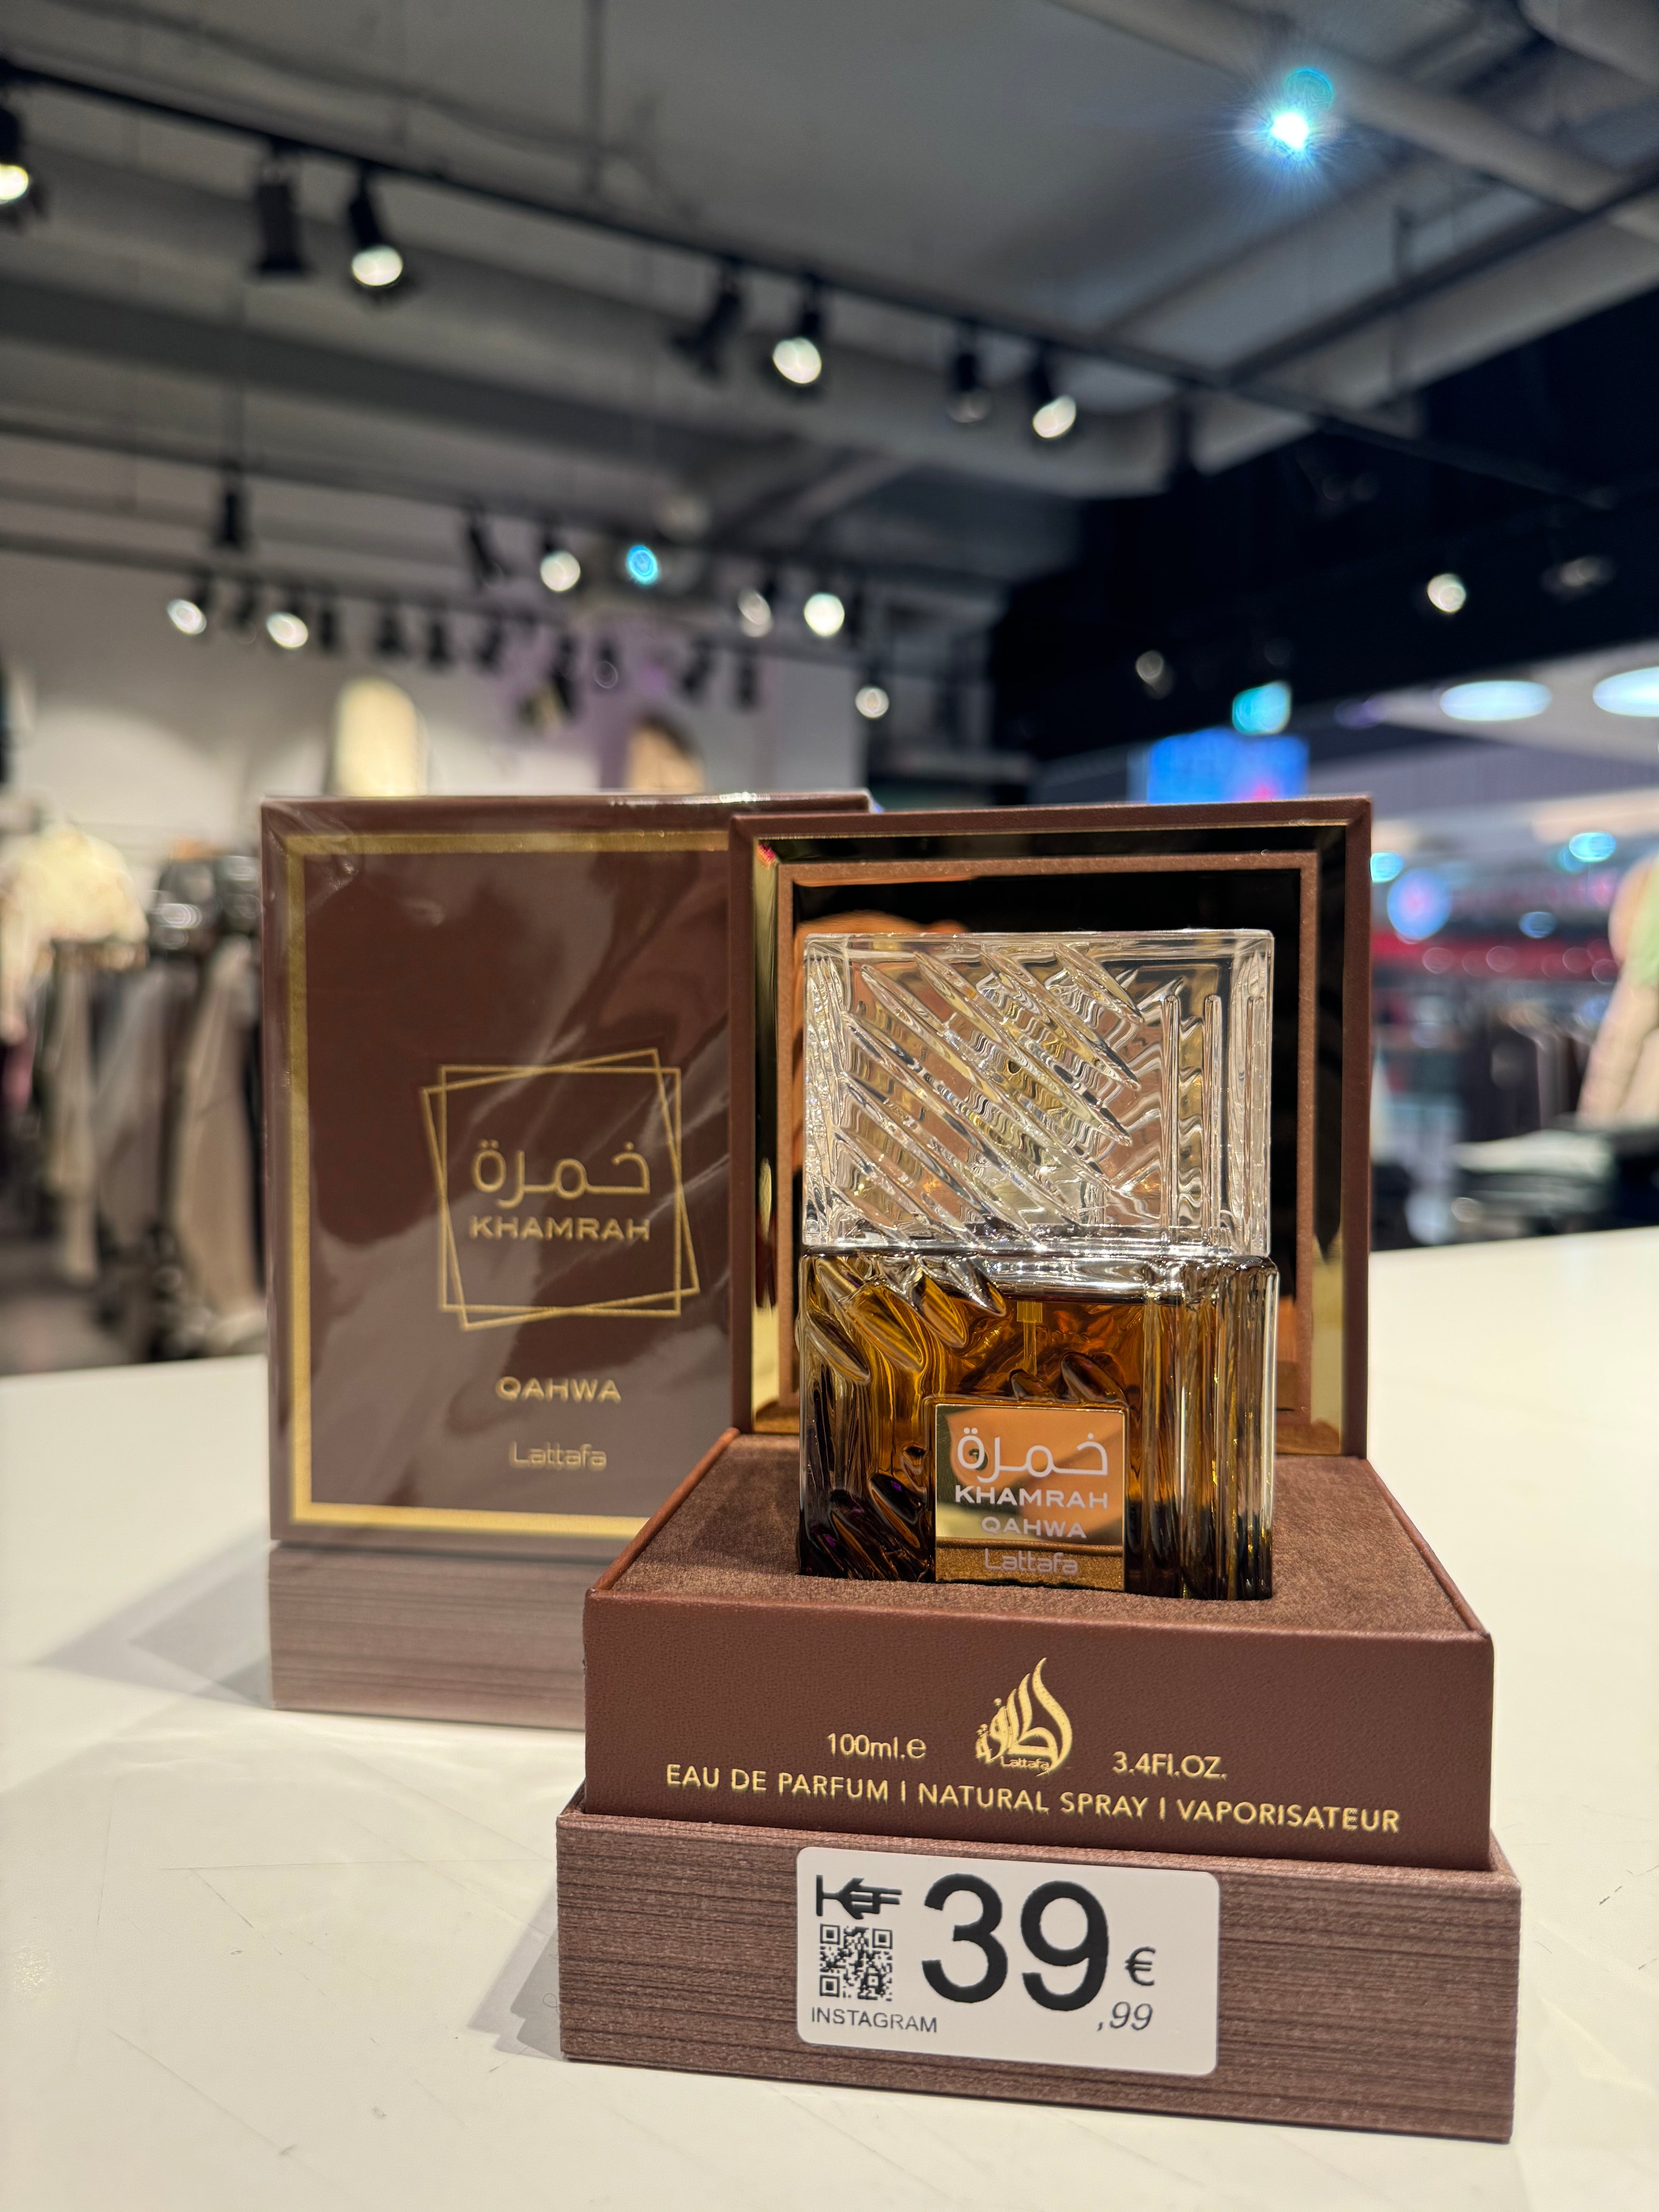 خمرة
KHAMRAH
QAHWA
Lattafa
خمرة
KHAMRAH
QAHWA
Lattafa
لطافة
Lattafa
100ml.e 3.4Fl.OZ.
EAU DE PARFUM | NATURAL SPRAY | VAPORISATEUR
39,99 €
INSTAGRAM